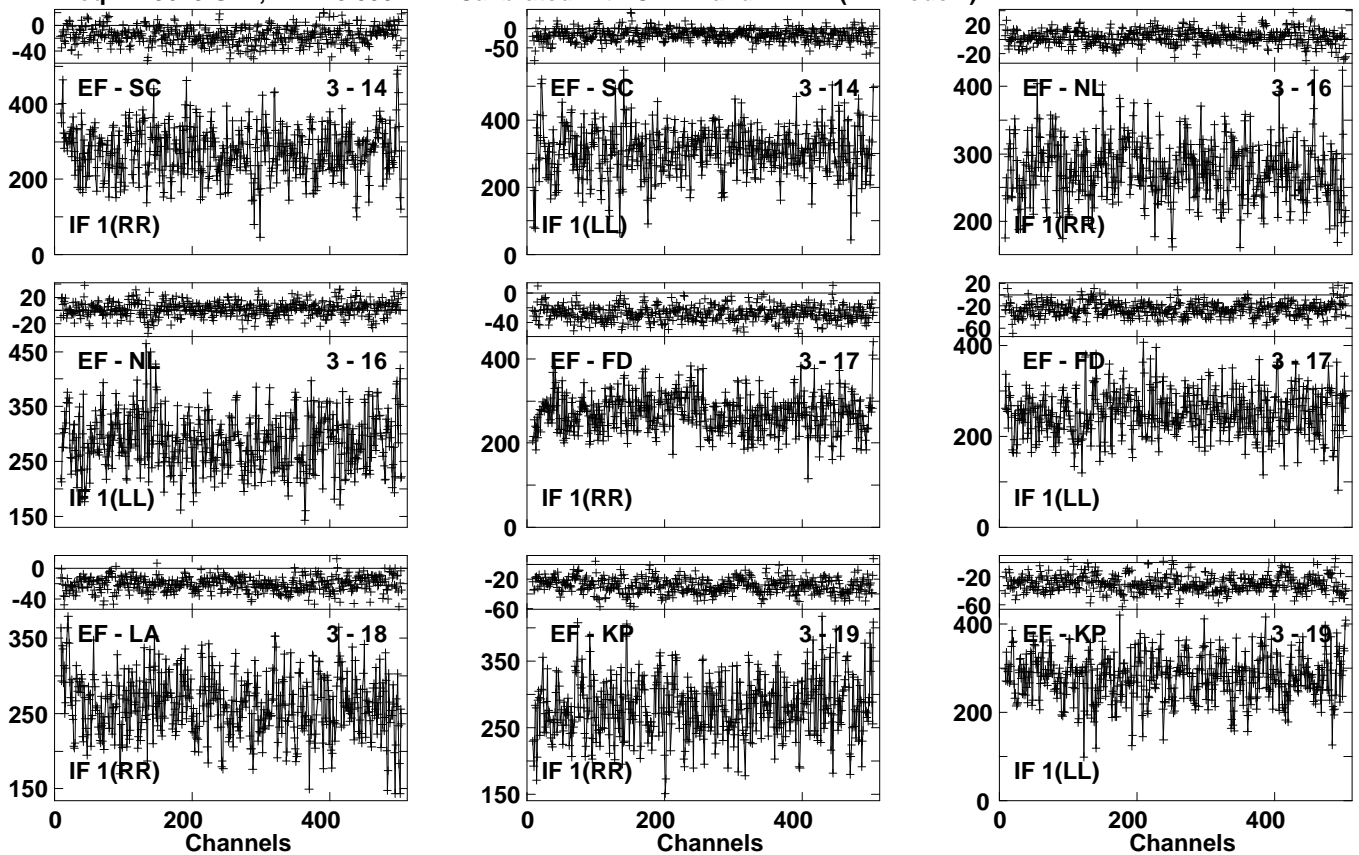 0
-40
EF - SC 3 - 14
400
200
IF 1(RR)
0
0
-50
EF - SC 3 - 14
400
200
IF 1(LL)
0
20
-20
EF - NL 3 - 16
400
300
200
IF 1(RR)
20
-20
450
EF - NL 3 - 16
350
250
IF 1(LL)
150
0
-40
EF - FD 3 - 17
400
200
IF 1(RR)
0
20
-20
-60
400
EF - FD 3 - 17
200
IF 1(LL)
0
0
-40
EF - LA 3 - 18
350
250
IF 1(RR)
150
0 200 400
Channels
-20
-60
EF - KP 3 - 19
350
250
IF 1(RR)
150
0 200 400
Channels
-20
-60
EF - KP 3 - 19
400
200
IF 1(LL)
0
0 200 400
Channels